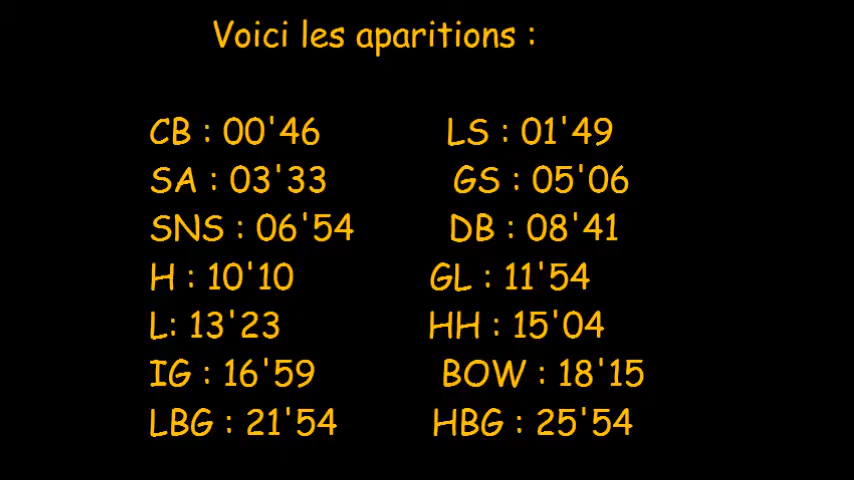 Voici les aparitions :
CB : 00'46 LS : 01'49
SA : 03'33 GS : 05'06
SNS : 06'54 DB : 08'41
H : 10'10 GL : 11'54
L: 13'23 HH : 15'04
IG : 16'59 BOW : 18'15
LBG : 21'54 HBG : 25'54